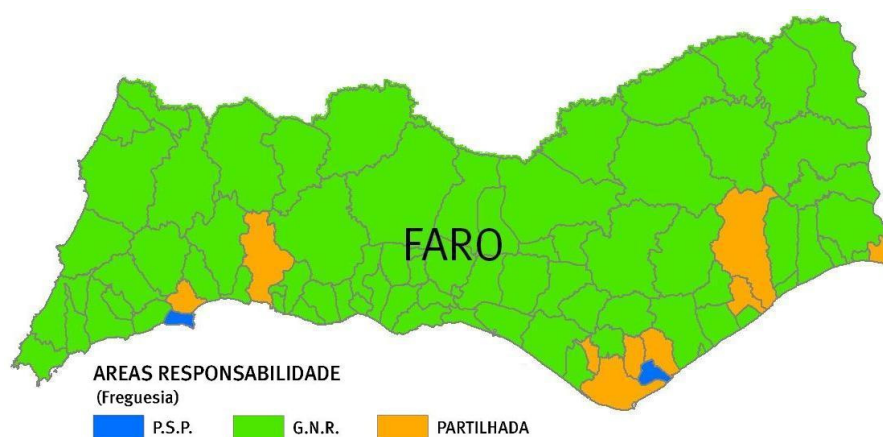 FARO
AREAS RESPONSABILIDADE
(Freguesia)
P.S.P. G.N.R. PARTILHADA